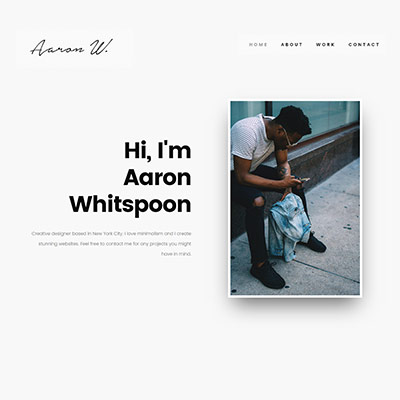 Aaron W.
HOME ABOUT WORK CONTACT
Hi, I'm
Aaron
Whitspoon
Creative designer based in New York City. I love minimalism and I create
stunning websites. Feel free to contact me for any projects you might
have in mind.